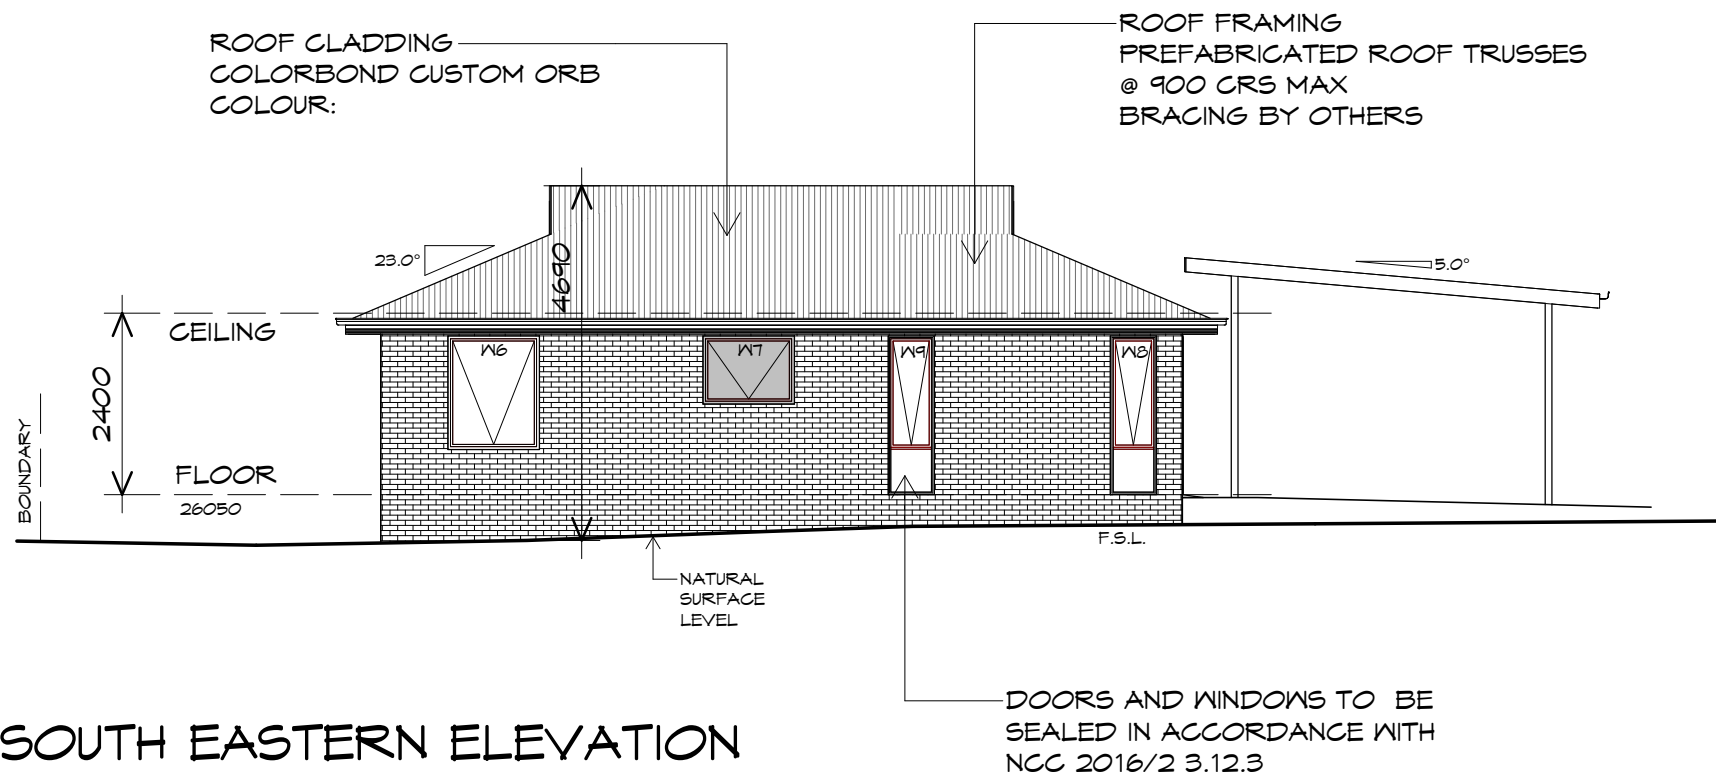 ROOF CLADDING
COLORBOND CUSTOM ORB
COLOUR:
ROOF FRAMING
PREFABRICATED ROOF TRUSSES
@ 900 CRS MAX
BRACING BY OTHERS
23.0°
4690
5.0°
CEILING
2400
W6
W7
W9
W8
BOUNDARY
FLOOR
26050
F.S.L.
NATURAL
SURFACE
LEVEL
DOORS AND WINDOWS TO BE
SEALED IN ACCORDANCE WITH
NCC 2016/2 3.12.3
SOUTH EASTERN ELEVATION